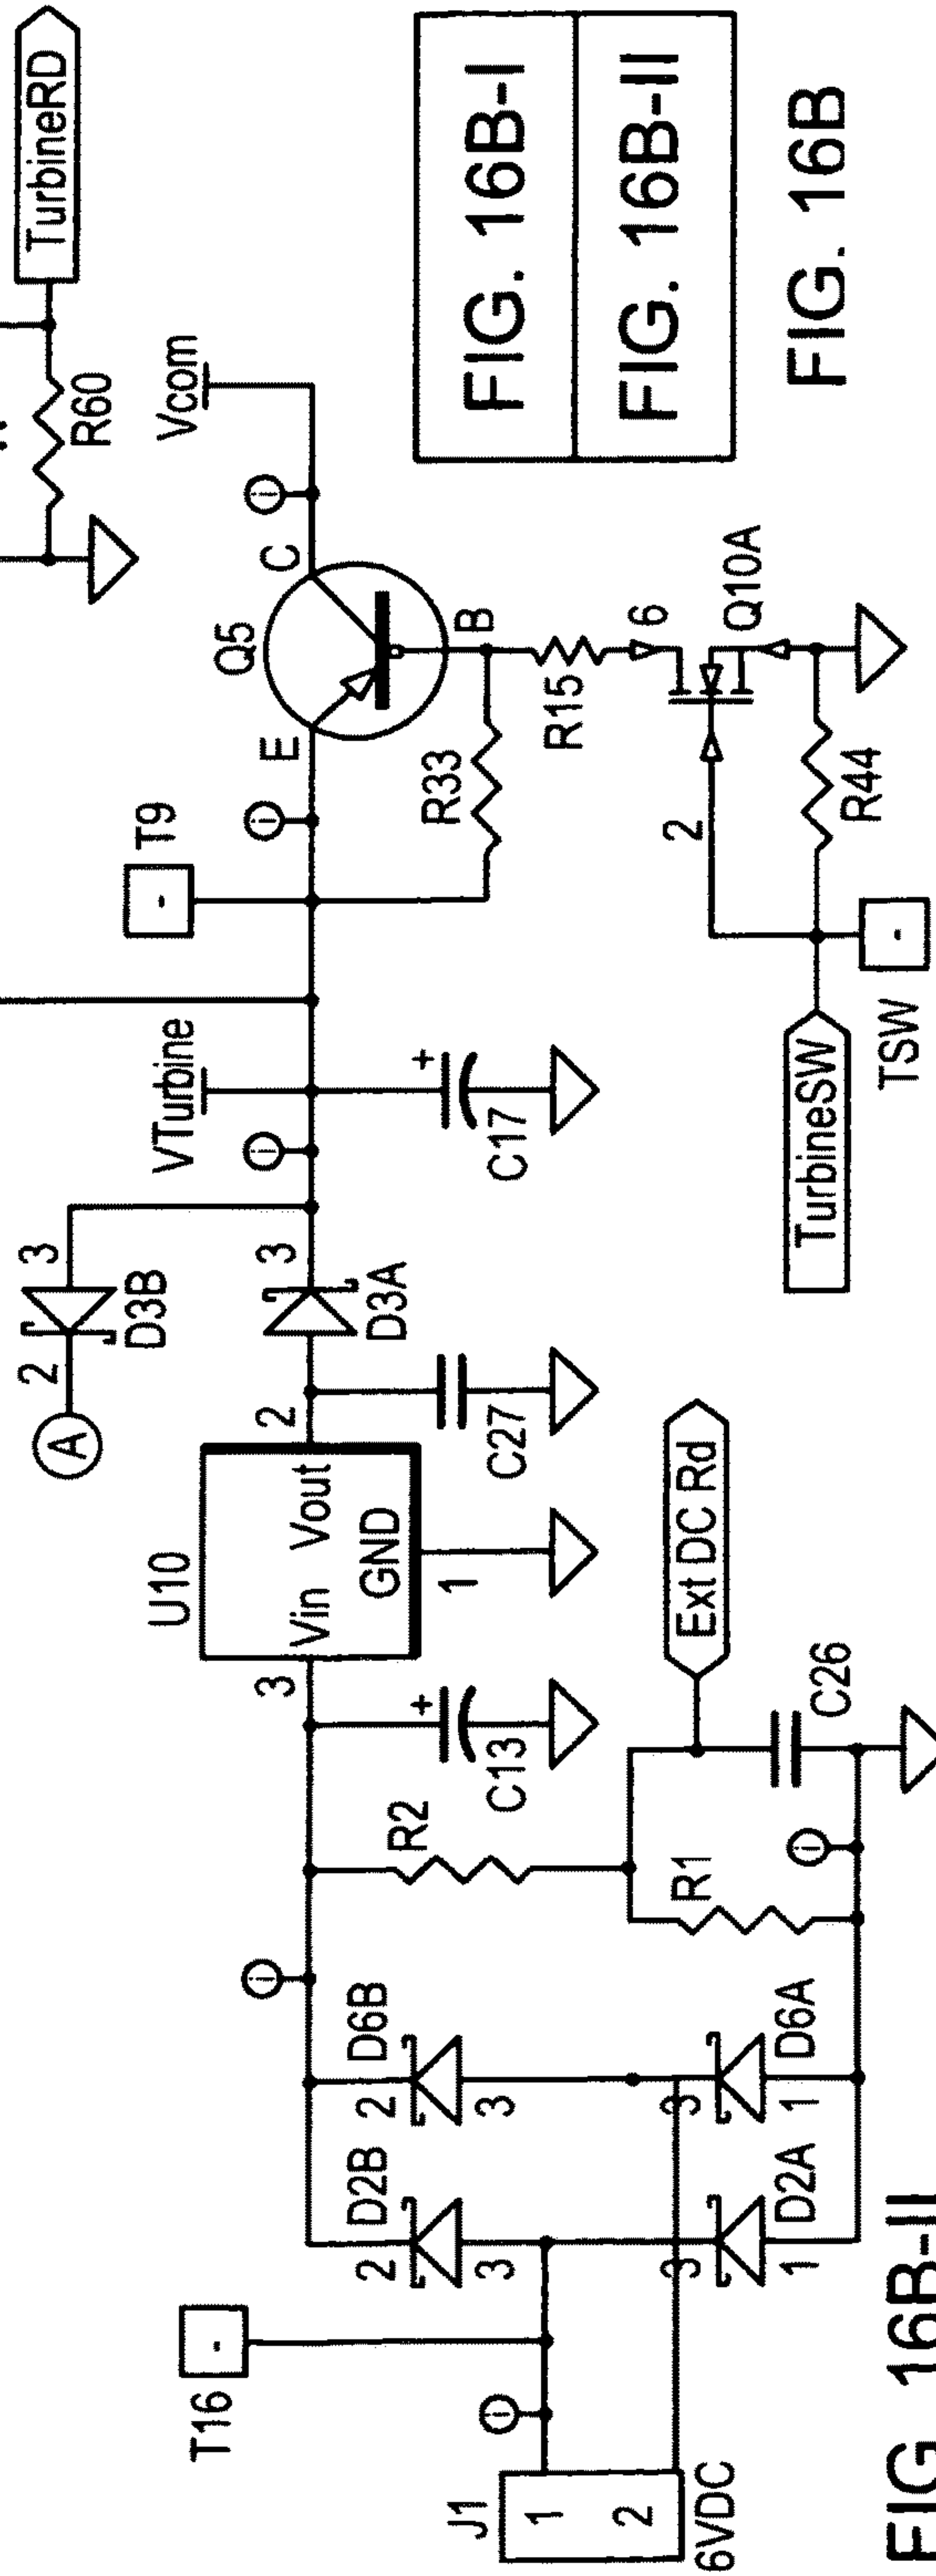 TurbineRD
R60
Vcom
FIG. 16B-I
FIG. 16B-II
FIG. 16B
T16
-
J1
1
2
6VDC
i
D2B
2
3
D6B
2
3
3
D2A
1
3
D6A
1
i
R2
R1
i
C13
+
C26
Ext DC Rd
U10
3
Vin
Vout
GND
1
2
C27
A
2
3
D3B
3
D3A
i
VTurbine
C17
+
T9
-
i
E
Q5
C
i
B
R33
R15
6
2
Q10A
R44
TurbineSW
TSW
-
FIG. 16B-II